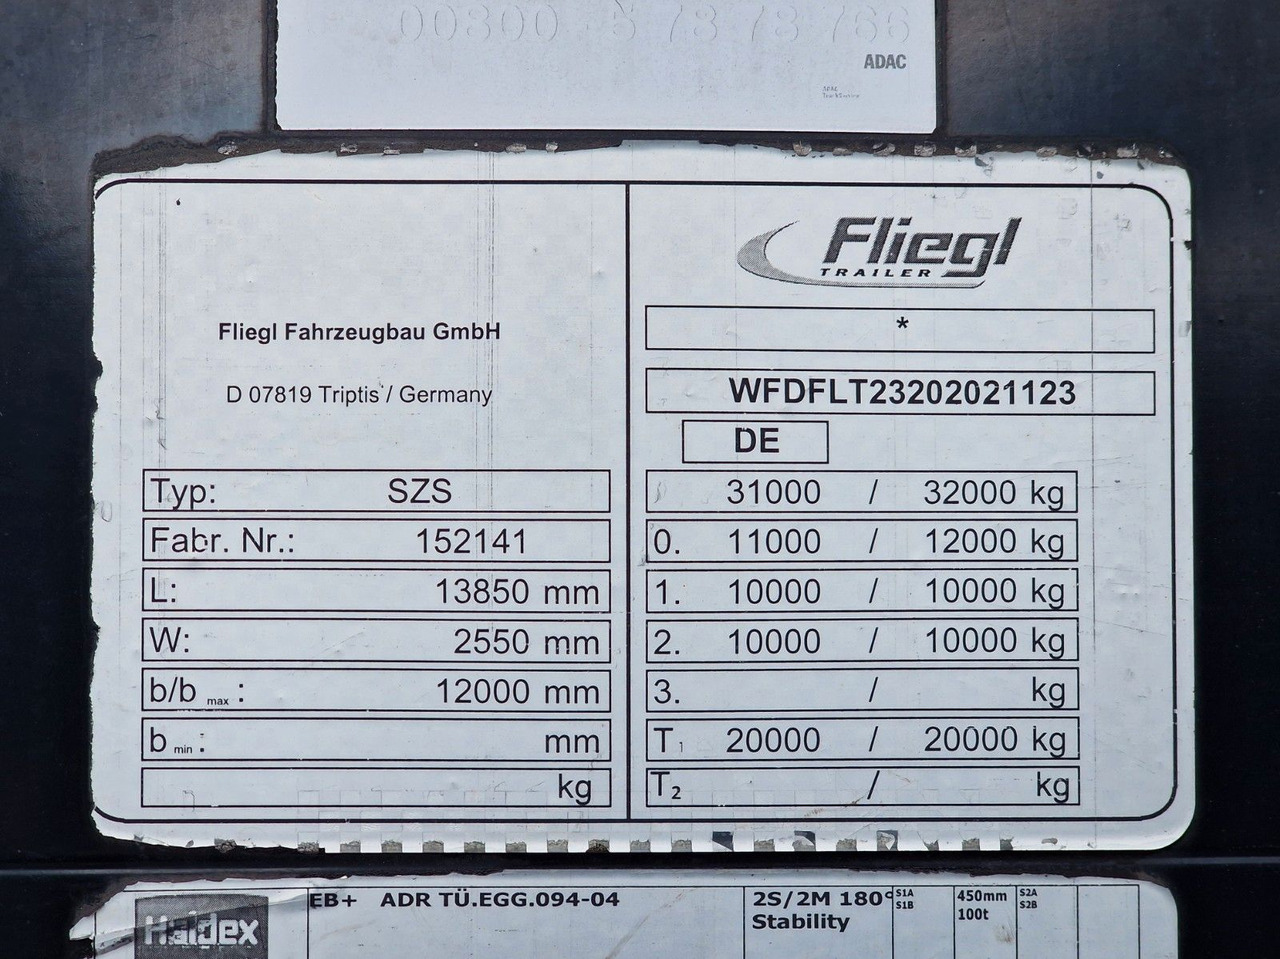 00300 5 73 73 766
ADAC
Fliegl
TRAILER
Fliegl Fahrzeugbau GmbH
D 07819 Triptis / Germany
*
WFDFLT23202021123
DE
Typ: SZS
Fabr. Nr.: 152141
L: 13850 mm
W: 2550 mm
b/b max : 12000 mm
b min : mm
kg
31000 / 32000 kg
0. 11000 / 12000 kg
1. 10000 / 10000 kg
2. 10000 / 10000 kg
3. / kg
T1 20000 / 20000 kg
T2 / kg
Haldex
EB+ ADR TÜ.EGG.094-04
2S/2M 180°
Stability
S1A
S1B
450mm
100t
S2A
S2B